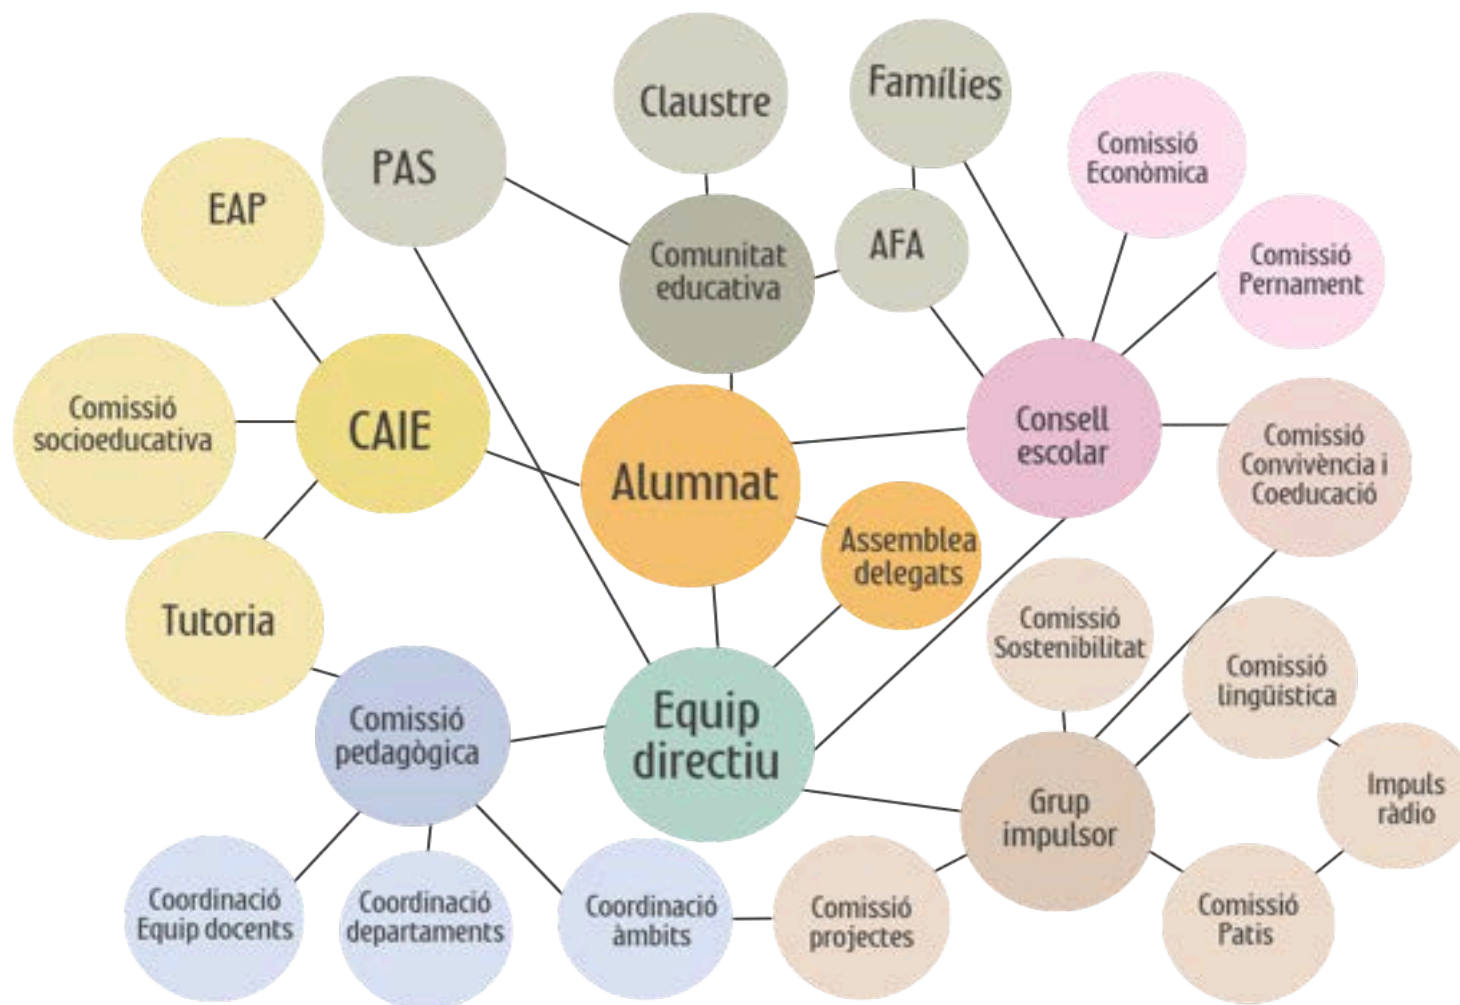 Claustre
Famílies
PAS
Comissió
Econòmica
EAP
Comunitat
educativa
AFA
Comissió
Pernament
Comissió
socioeducativa
CAIE
Alumnat
Consell
escolar
Comissió
Convivència i
Coeducació
Assemblea
delegats
Tutoria
Comissió
Sostenibilitat
Comissió
lingüística
Comissió
pedagògica
Equip
directiu
Grup
impulsor
Impuls
ràdio
Coordinació
Equip docents
Coordinació
departaments
Coordinació
àmbits
Comissió
projectes
Comissió
Patis